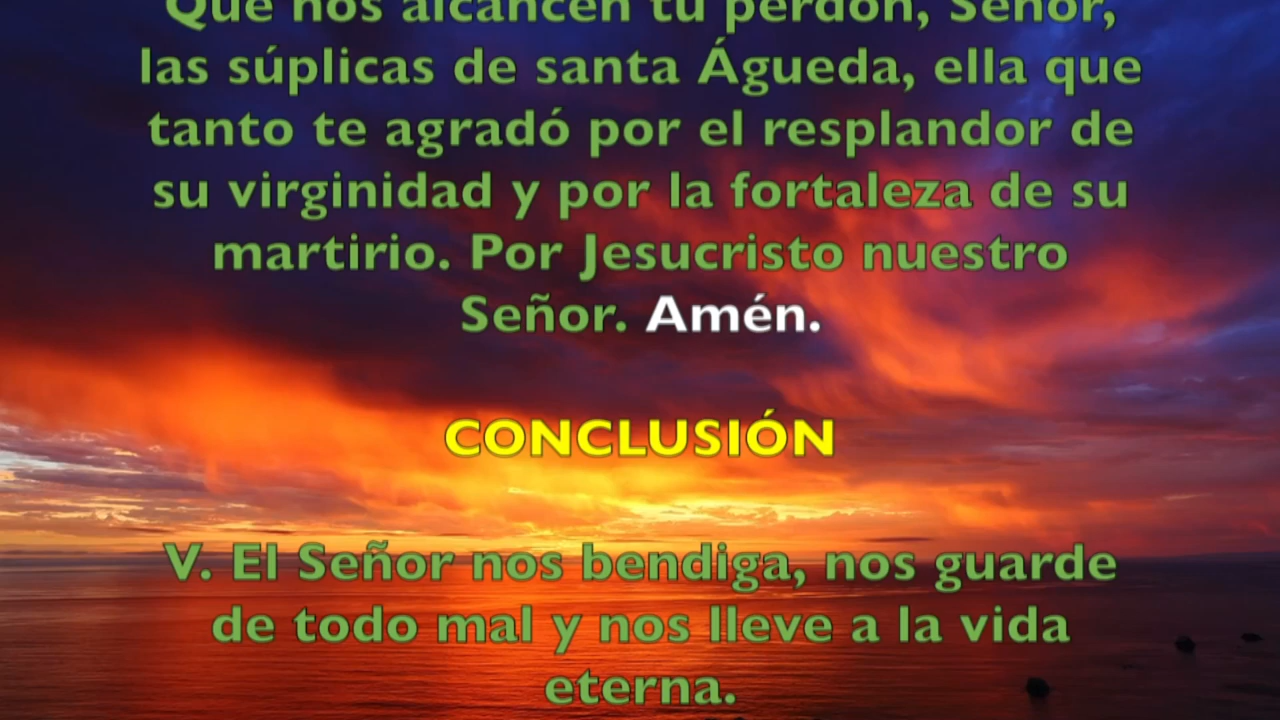 Que nos alcancen tu perdón, Señor,
las súplicas de santa Águeda, ella que
tanto te agradó por el resplandor de
su virginidad y por la fortaleza de su
martirio. Por Jesucristo nuestro
Señor. Amén.
CONCLUSIÓN
V. El Señor nos bendiga, nos guarde
de todo mal y nos lleve a la vida
eterna.